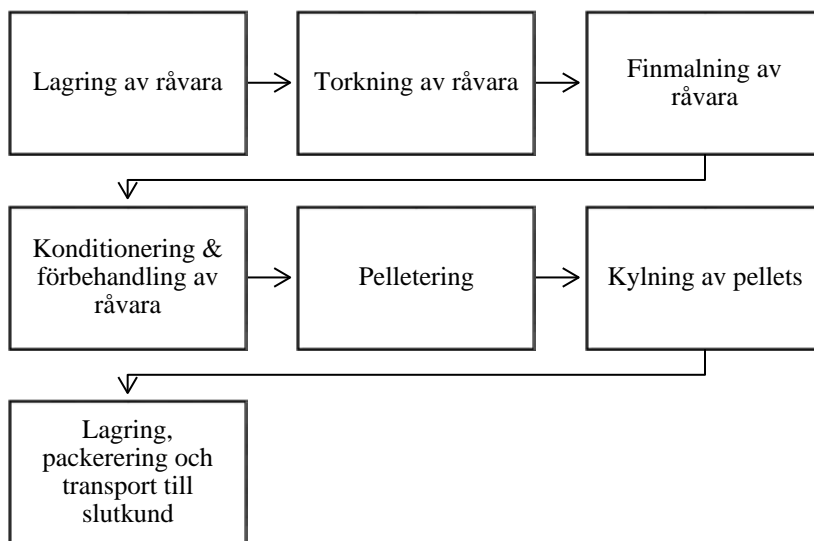 Lagring av råvara
Torkning av råvara
Finmalning av
råvara
Konditionering &
förbehandling av
råvara
Pelletering
Kylning av pellets
Lagring,
packerering och
transport till
slutkund